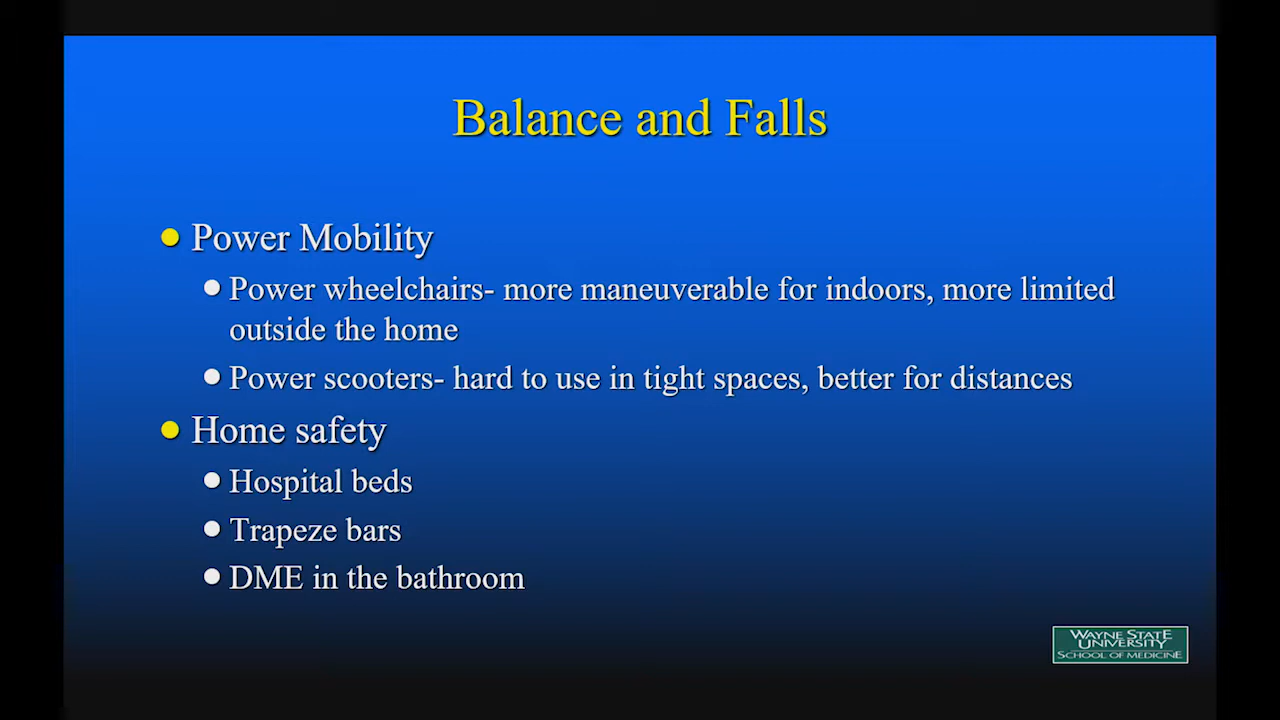 Balance and Falls
Power Mobility
Power wheelchairs- more maneuverable for indoors, more limited
outside the home
Power scooters- hard to use in tight spaces, better for distances
Home safety
Hospital beds
Trapeze bars
DME in the bathroom
WAYNE STATE
UNIVERSITY
SCHOOL OF MEDICINE